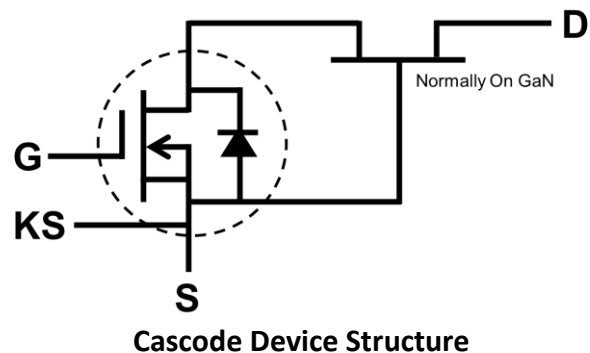 D
Normally On GaN
G
KS
S
Cascode Device Structure